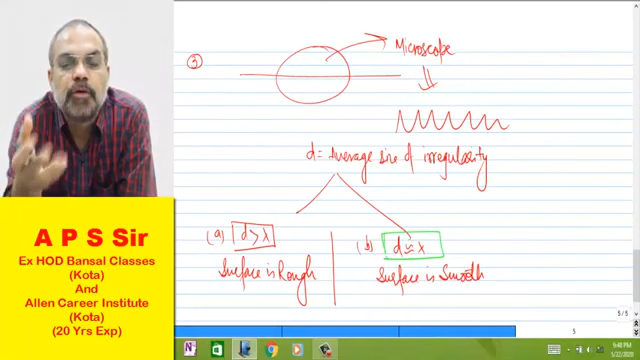 ③
Microscope
d = Average size of irregularity
(a) d > λ
Surface is Rough
(b) d ≃ λ
Surface is Smooth
A P S Sir
Ex HOD Bansal Classes
(Kota)
And
Allen Career Institute
(Kota)
(20 Yrs Exp)
5/5
5
9:48 PM
5/22/2020